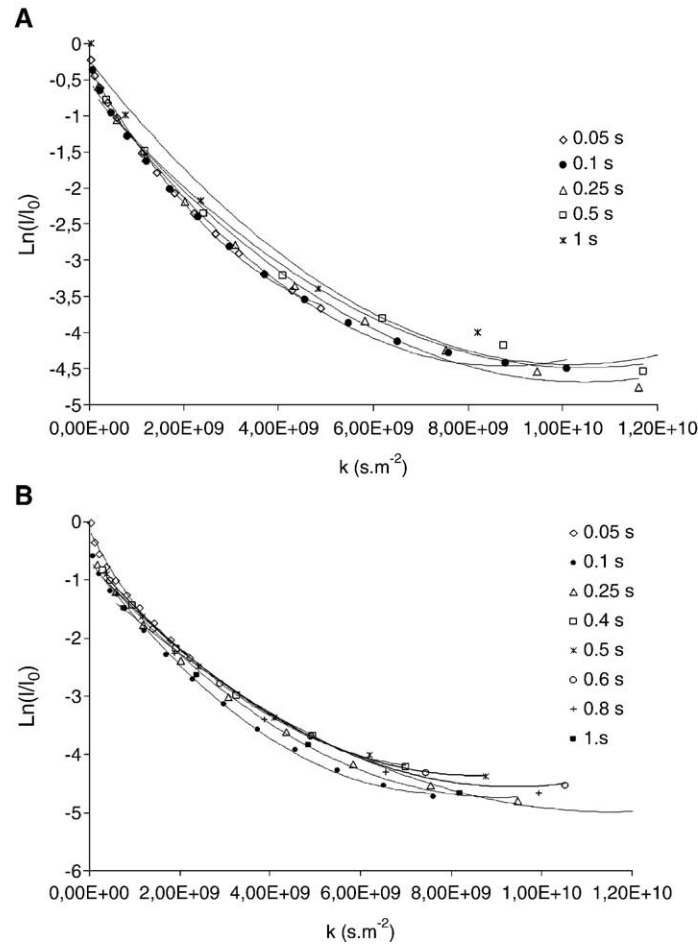 A
Ln(I/I0)
0
-0,5
-1
-1,5
-2
-2,5
-3
-3,5
-4
-4,5
-5
0.05 s
0.1 s
0.25 s
0.5 s
1 s
0,00E+00 2,00E+09 4,00E+09 6,00E+09 8,00E+09 1,00E+10 1,20E+10
k (s.m-2)
B
Ln(I/I0)
0
-1
-2
-3
-4
-5
-6
0.05 s
0.1 s
0.25 s
0.4 s
0.5 s
0.6 s
0.8 s
1.s
0,00E+00 2,00E+09 4,00E+09 6,00E+09 8,00E+09 1,00E+10 1,20E+10
k (s.m-2)